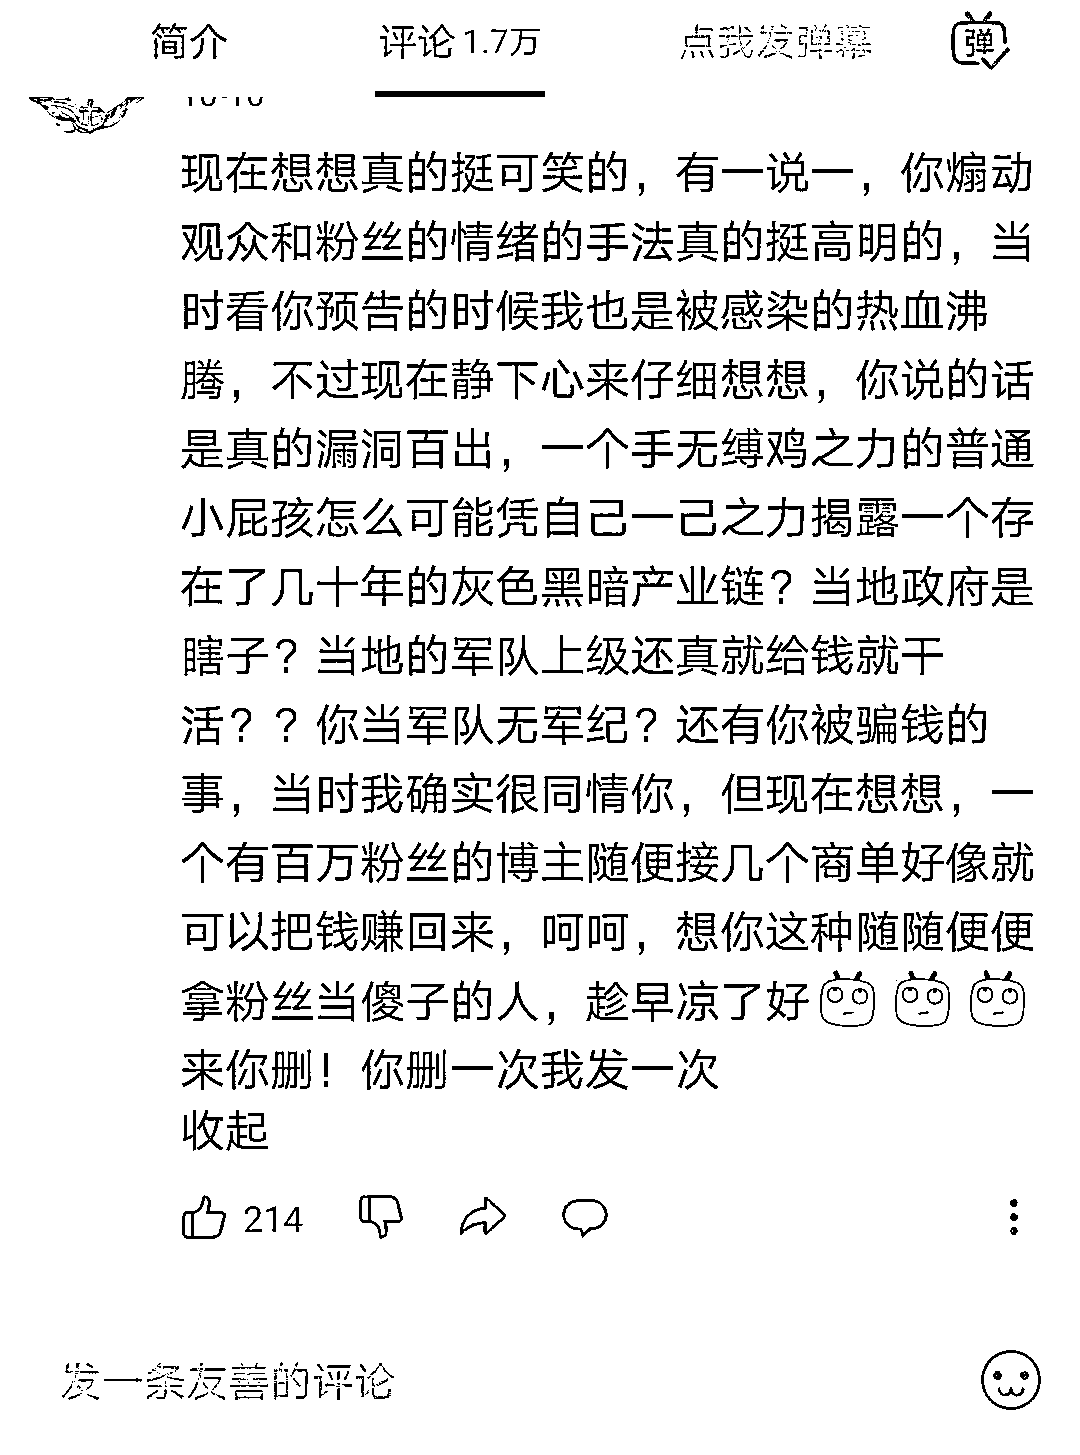 简介 评论 1.7万 点我发弹幕 弹
10-10
现在想想真的挺可笑的，有一说一，你煽动
观众和粉丝的情绪的手法真的挺高明的，当
时看你预告的时候我也是被感染的热血沸
腾，不过现在静下心来仔细想想，你说的话
是真的漏洞百出，一个手无缚鸡之力的普通
小屁孩怎么可能凭自己一己之力揭露一个存
在了几十年的灰色黑暗产业链？当地政府是
瞎子？当地的军队上级还真就给钱就干
活？？你当军队无军纪？还有你被骗钱的
事，当时我确实很同情你，但现在想想，一
个有百万粉丝的博主随便接几个商单好像就
可以把钱赚回来，呵呵，想你这种随随便便
拿粉丝当傻子的人，趁早凉了好
来你删！你删一次我发一次
收起
214
发一条友善的评论